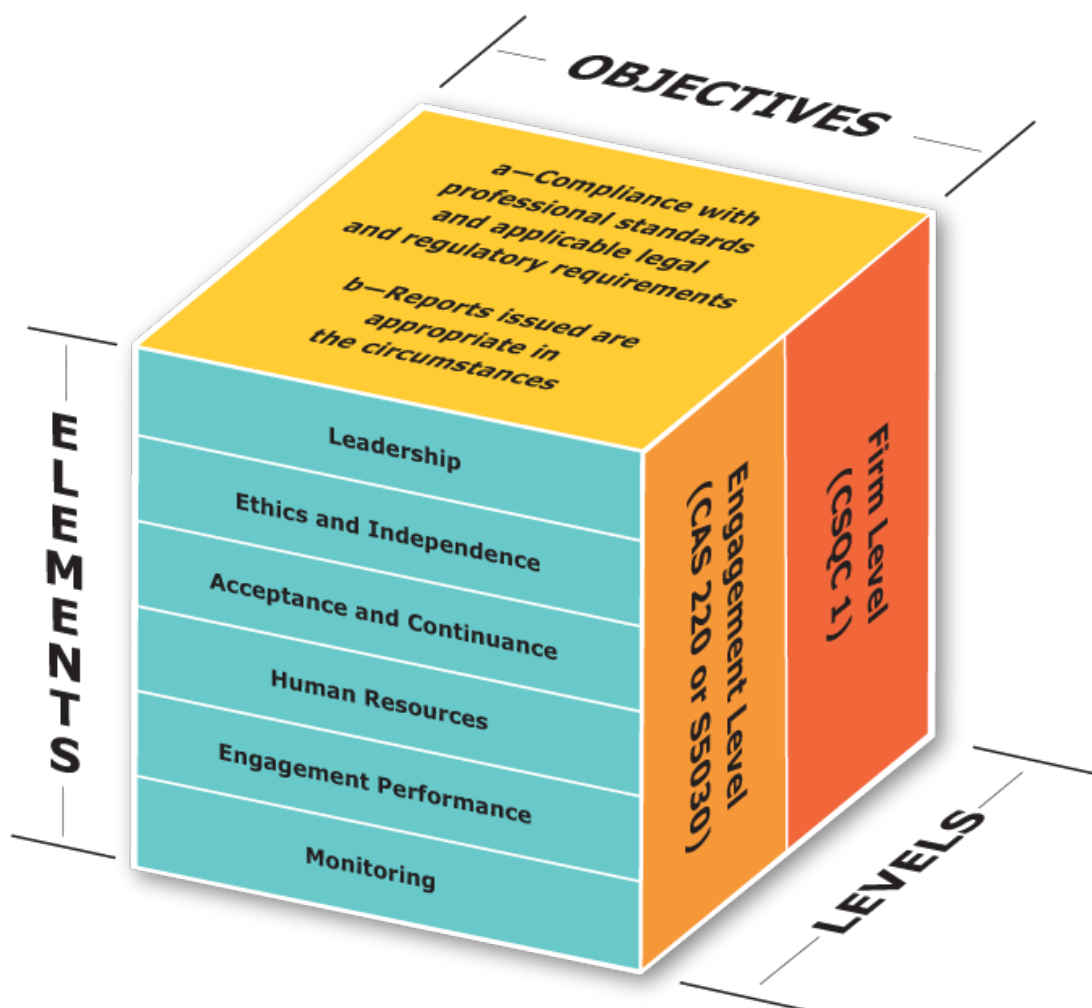 OBJECTIVES
a—Compliance with
professional standards
and applicable legal
and regulatory requirements
b—Reports issued are
appropriate in
the circumstances
ELEMENTS
Leadership
Ethics and Independence
Acceptance and Continuance
Human Resources
Engagement Performance
Monitoring
Engagement Level
(CAS 220 or S5030)
Firm Level
(CSQC 1)
LEVELS